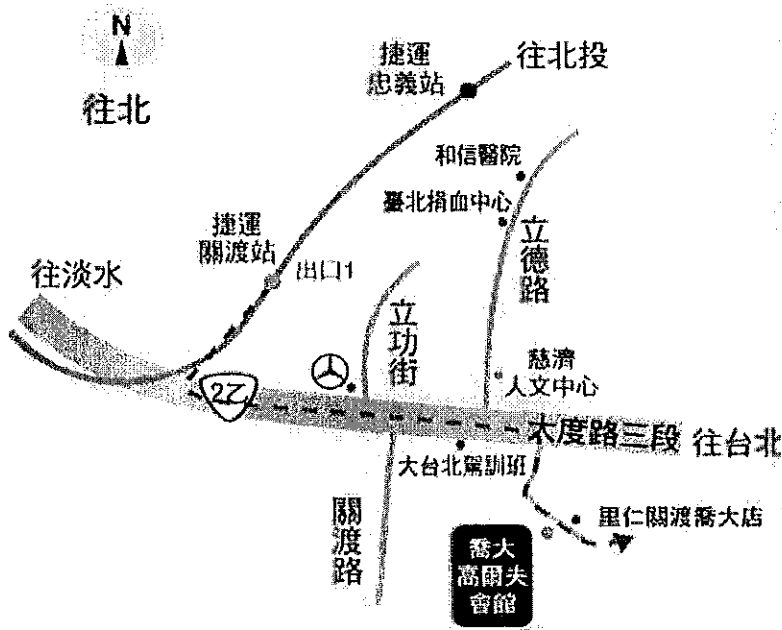 N
往北
捷運
忠義站
往北投
和信醫院
臺北捐血中心
捷運
關渡站
出口1
往淡水
立德路
立功街
慈濟
人文中心
2乙
大度路三段
往台北
大台北駕訓班
關渡路
里仁關渡喬大店
喬大
高爾夫
會館